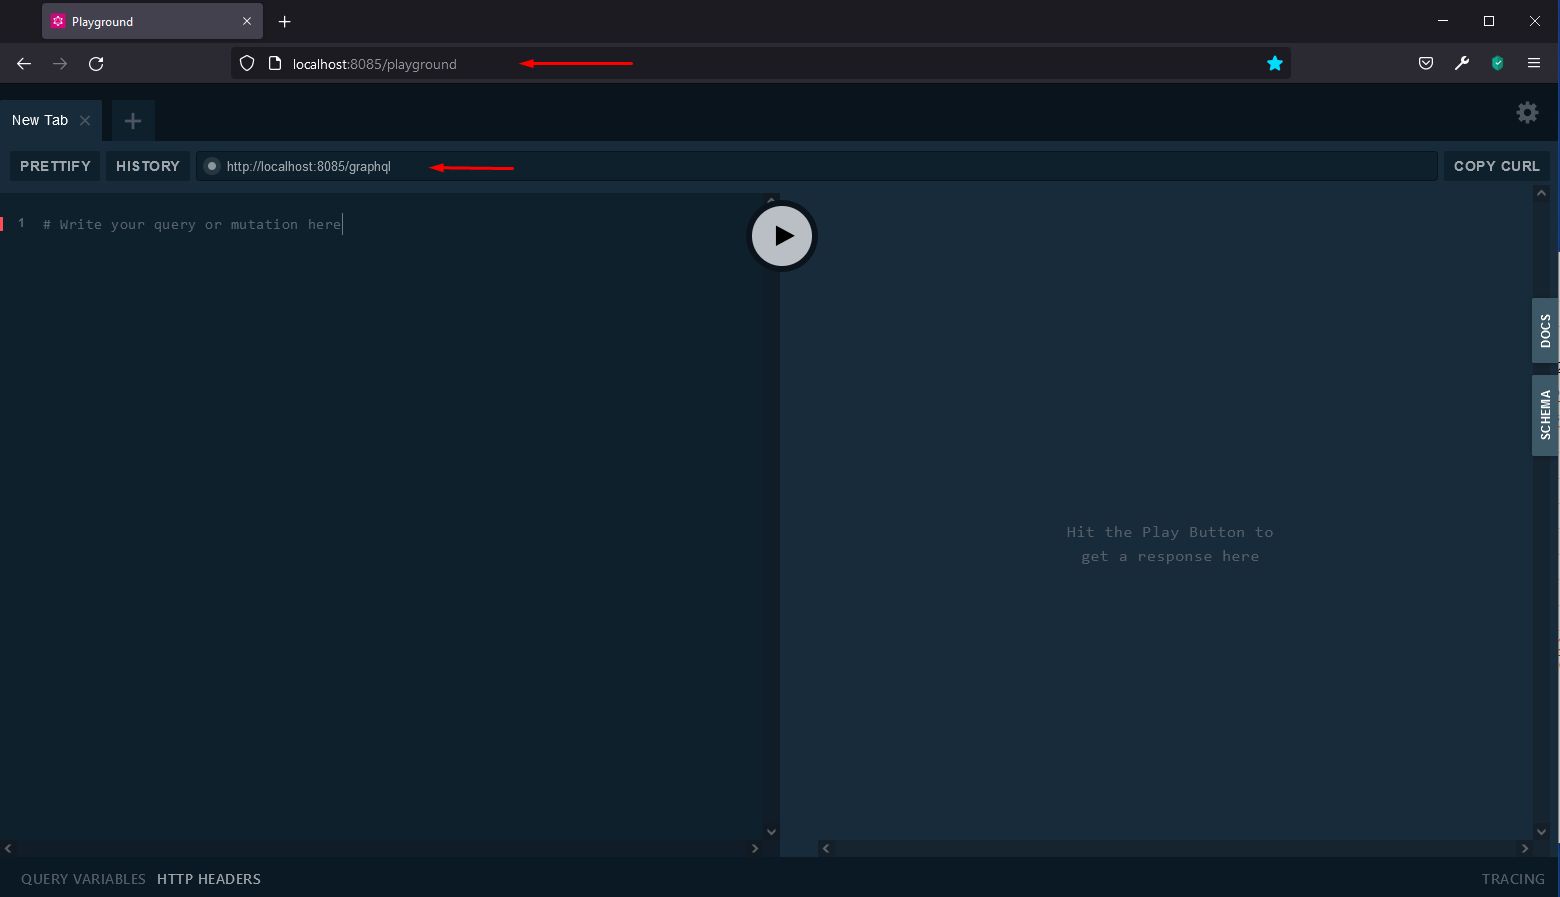 Playground
localhost:8085/playground
New Tab
PRETTIFY HISTORY http://localhost:8085/graphql COPY CURL
1 # Write your query or mutation here
DOCS
SCHEMA
Hit the Play Button to
get a response here
QUERY VARIABLES HTTP HEADERS TRACING